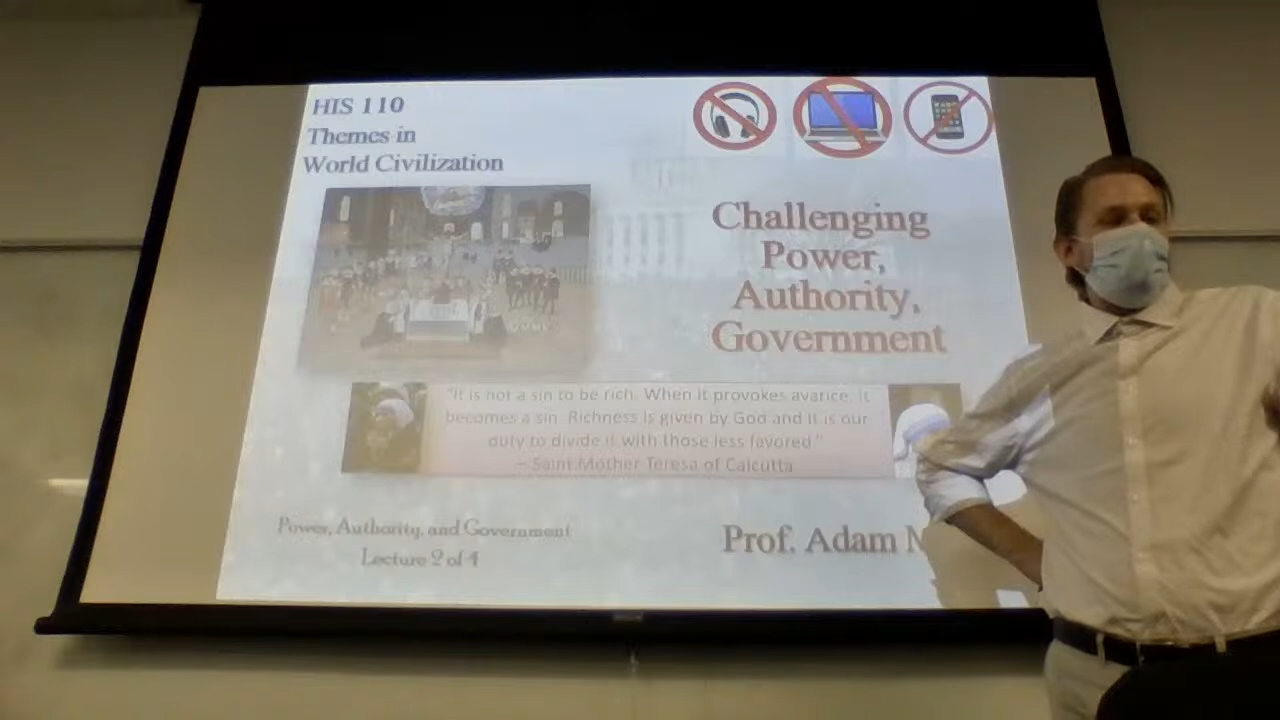 HIS 110
Themes in
World Civilization
Challenging
Power,
Authority,
Government
"It is not a sin to be rich. When it provokes avarice, it
becomes a sin. Richness is given by God and it is our
duty to divide it with those less favored."
– Saint Mother Teresa of Calcutta
Power, Authority, and Government
Lecture 2 of 4
Prof. Adam